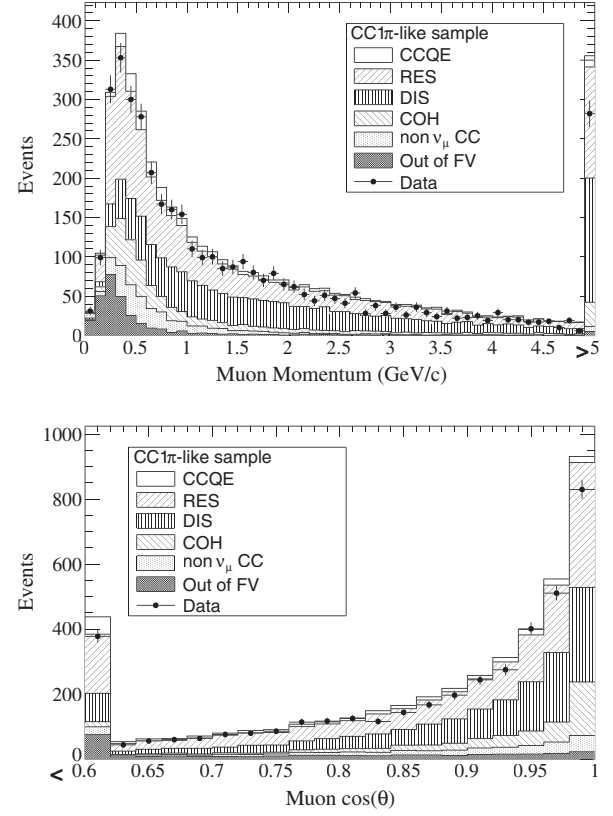 400
350
300
250
200
150
100
50
0
Events
CC1π-like sample
CCQE
RES
DIS
COH
non νμ CC
Out of FV
Data
0 0.5 1 1.5 2 2.5 3 3.5 4 4.5 >5
Muon Momentum (GeV/c)
1000
800
600
400
200
0
Events
CC1π-like sample
CCQE
RES
DIS
COH
non νμ CC
Out of FV
Data
< 0.6 0.65 0.7 0.75 0.8 0.85 0.9 0.95 1
Muon cos(θ)